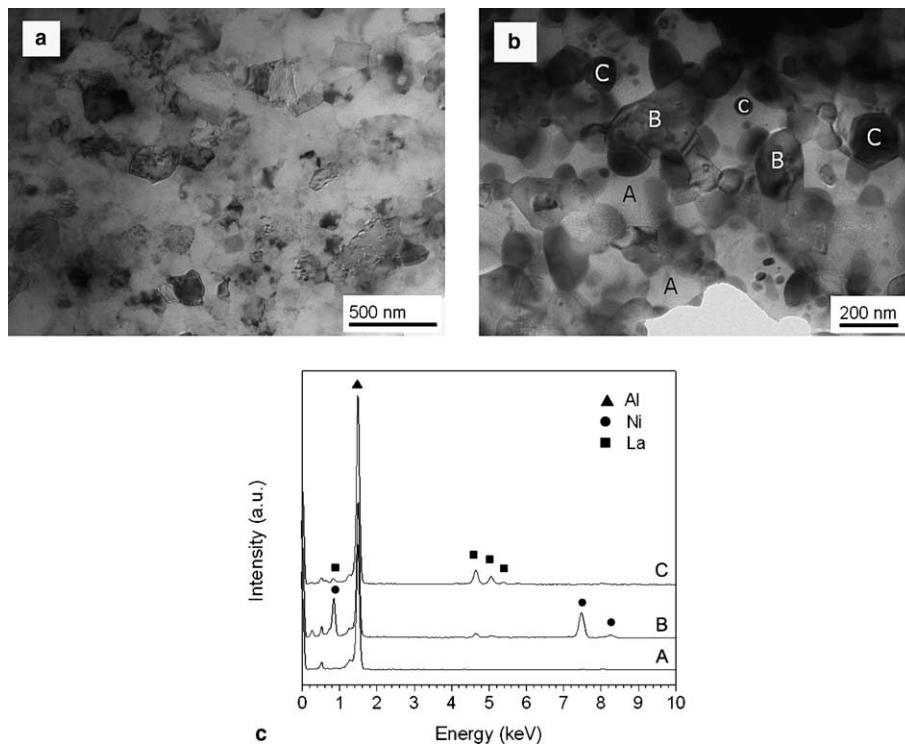 a
500 nm
b
C
C
B
C
B
A
A
200 nm
Intensity (a.u.)
▲ Al
● Ni
■ La
C
B
A
0 1 2 3 4 5 6 7 8 9 10
Energy (keV)
c